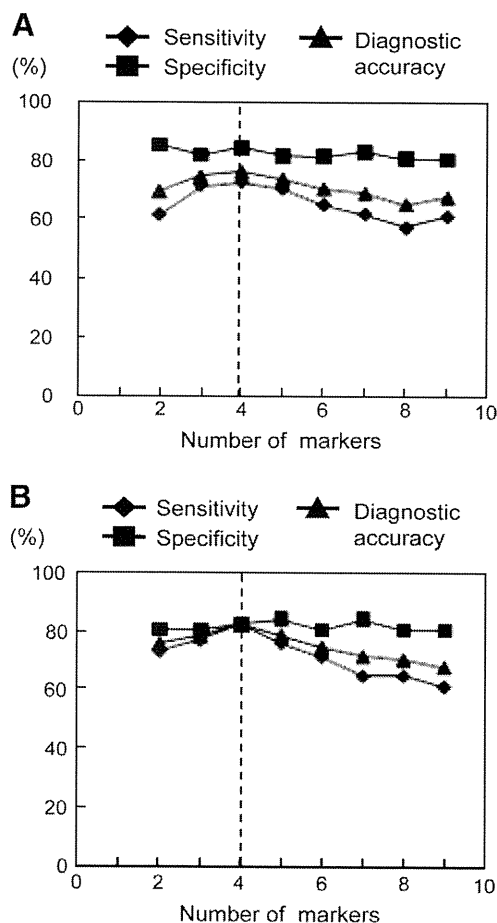 A
Sensitivity
Diagnostic accuracy
(%)
Specificity
100
80
60
40
20
0
0 2 4 6 8 10
Number of markers
B
Sensitivity
Diagnostic accuracy
(%)
Specificity
100
80
60
40
20
0
0 2 4 6 8 10
Number of markers